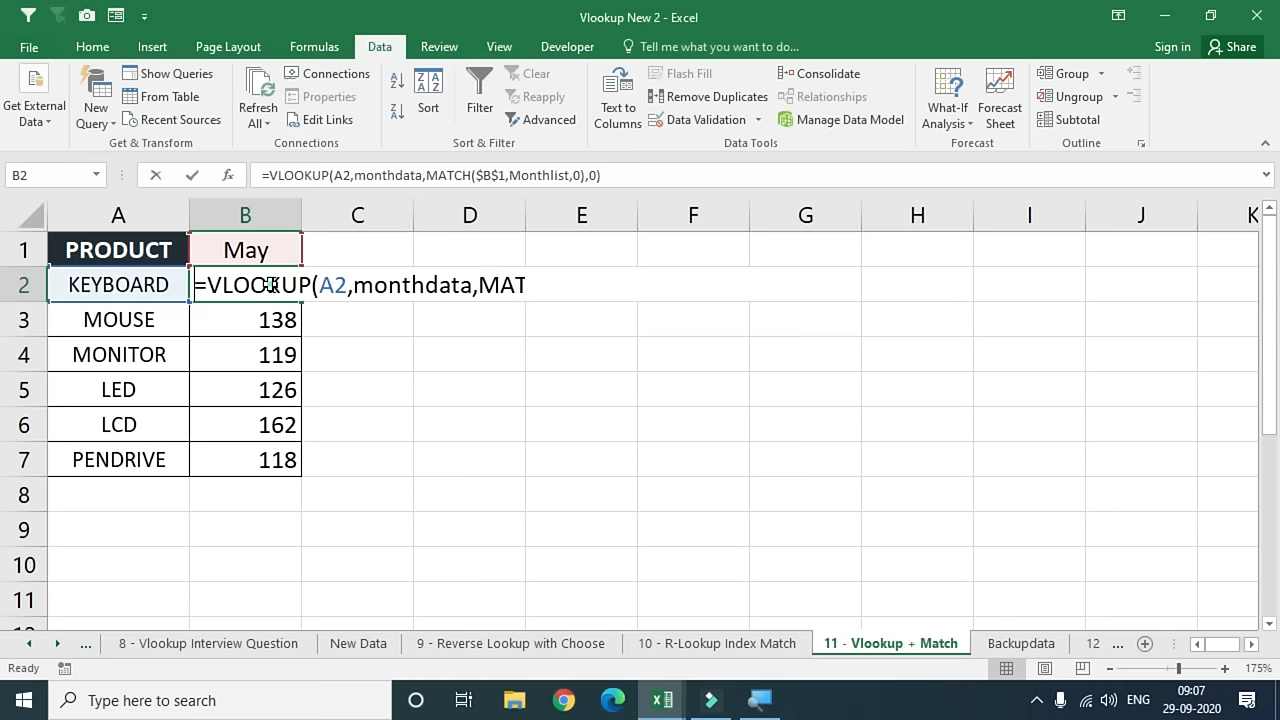 Vlookup New 2 - Excel
File Home Insert Page Layout Formulas Data Review View Developer Tell me what you want to do... Sign in Share
Get External Data
New Query
Show Queries
From Table
Recent Sources
Get & Transform
Refresh All
Connections
Properties
Edit Links
Connections
Sort
Filter
Clear
Reapply
Advanced
Sort & Filter
Text to Columns
Flash Fill
Remove Duplicates
Data Validation
Consolidate
Relationships
Manage Data Model
Data Tools
What-If Analysis
Forecast Sheet
Forecast
Group
Ungroup
Subtotal
Outline
B2 fx =VLOOKUP(A2,monthdata,MATCH($B$1,Monthlist,0),0)
A B C D E F G H I J K
1 PRODUCT May
2 KEYBOARD =VLOOKUP(A2,monthdata,MAT
3 MOUSE 138
4 MONITOR 119
5 LED 126
6 LCD 162
7 PENDRIVE 118
8
9
10
11
... 8 - Vlookup Interview Question New Data 9 - Reverse Lookup with Choose 10 - R-Lookup Index Match 11 - Vlookup + Match Backupdata 12 ...
Ready 175%
Type here to search ENG 09:07
29-09-2020